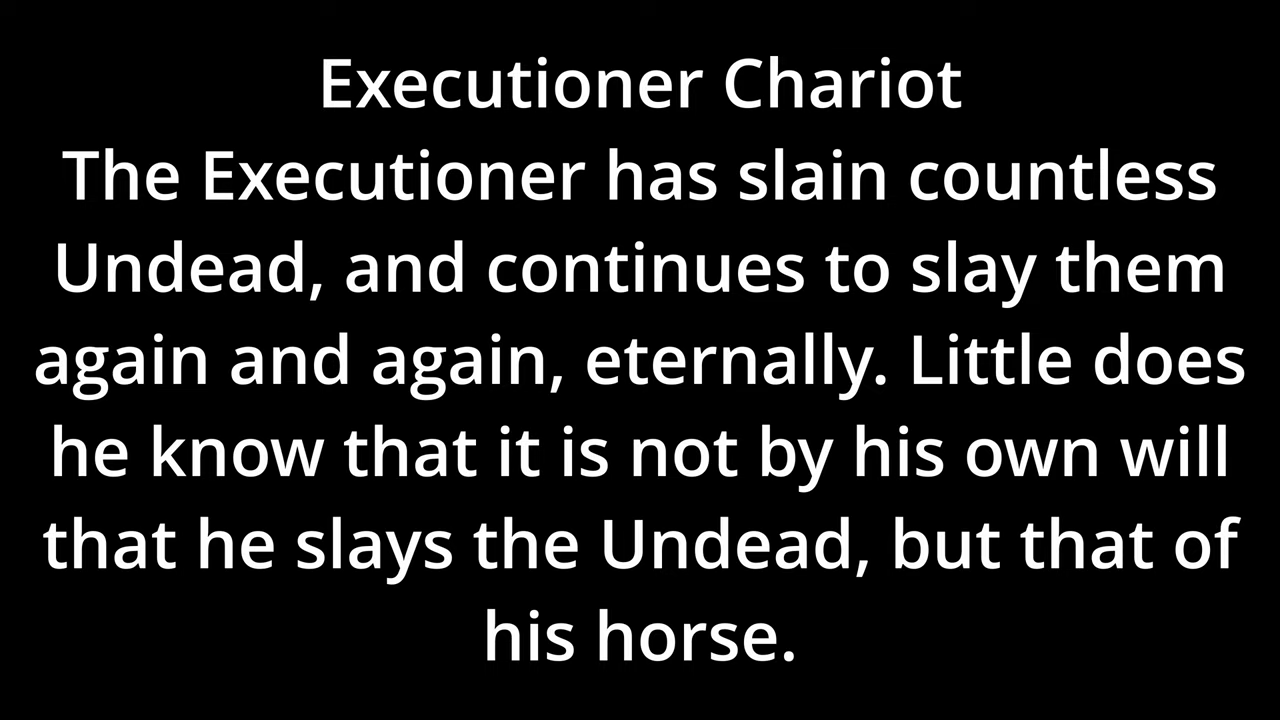 Executioner Chariot
The Executioner has slain countless
Undead, and continues to slay them
again and again, eternally. Little does
he know that it is not by his own will
that he slays the Undead, but that of
his horse.